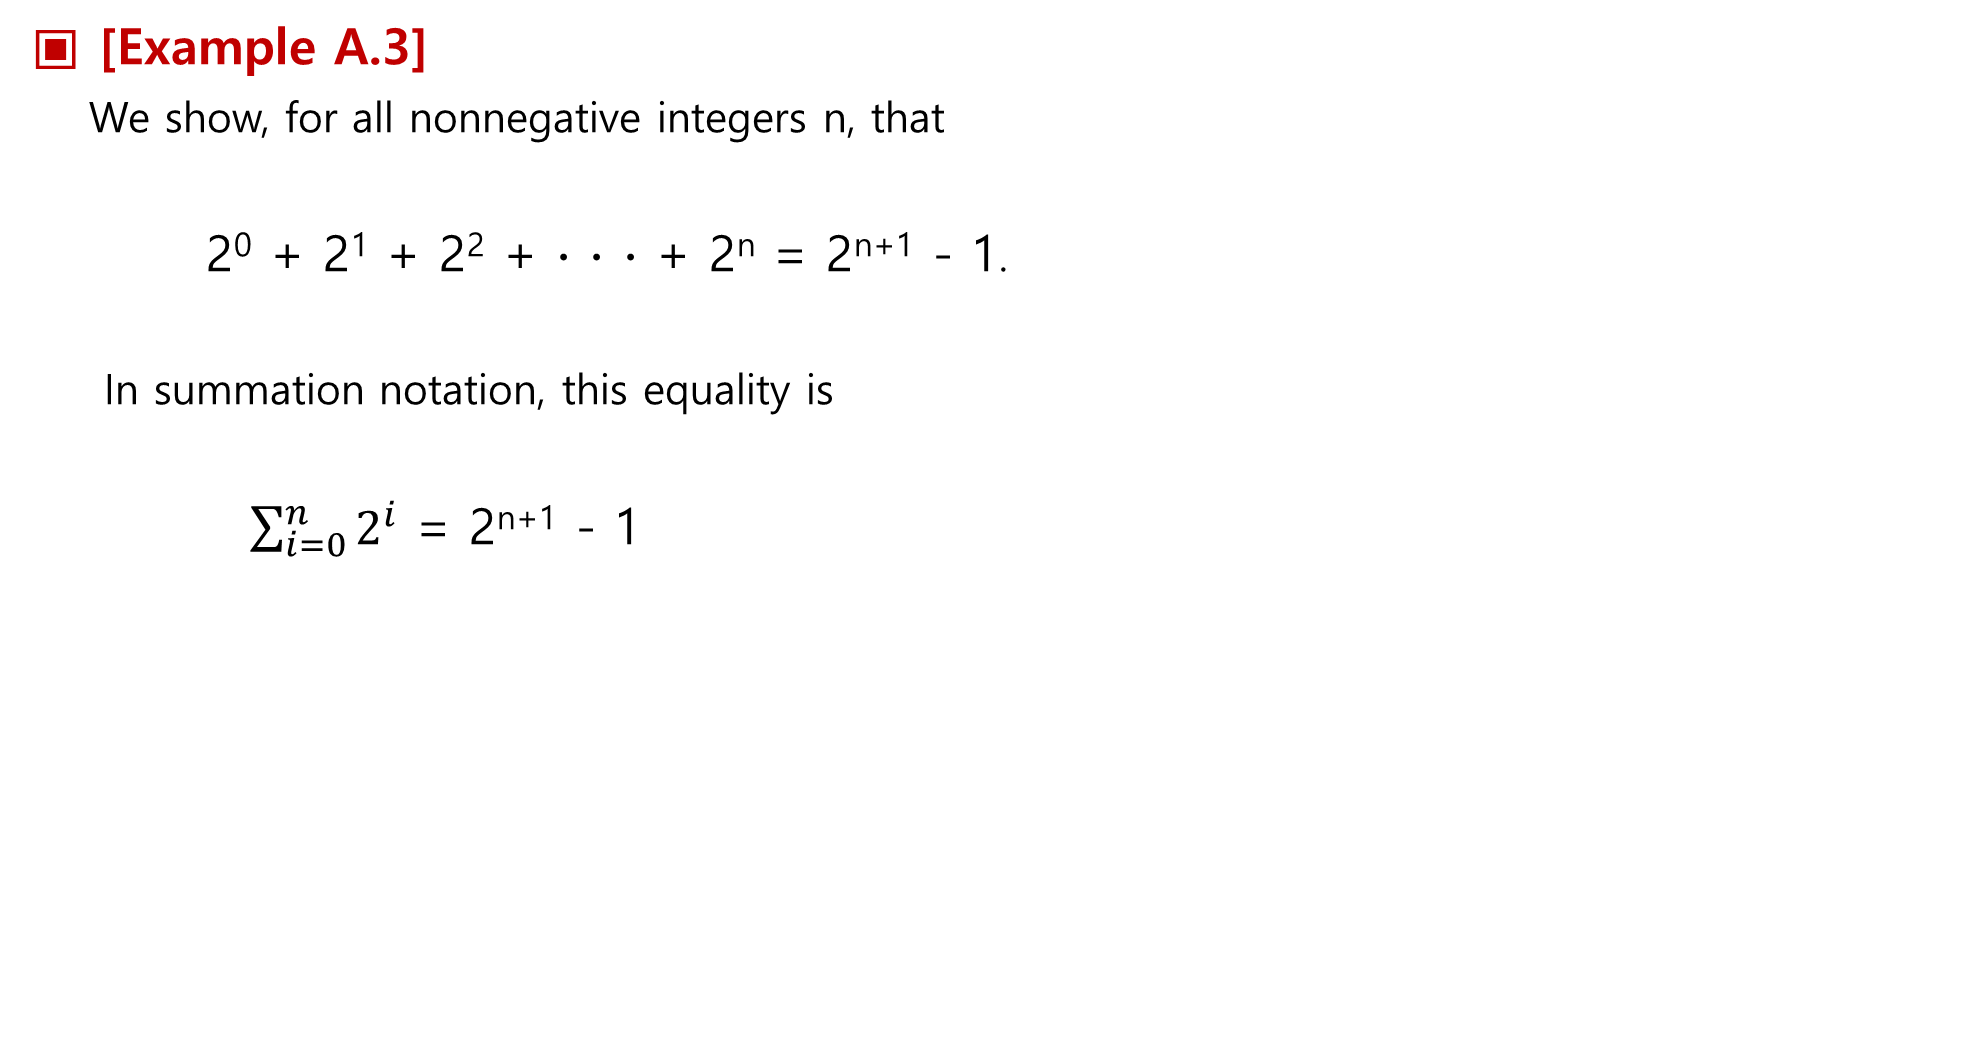 ▣ [Example A.3]
We show, for all nonnegative integers n, that
2⁰ + 2¹ + 2² + · · · + 2ⁿ = 2ⁿ⁺¹ - 1.
In summation notation, this equality is
∑ⁿᵢ₌₀ 2ⁱ = 2ⁿ⁺¹ - 1